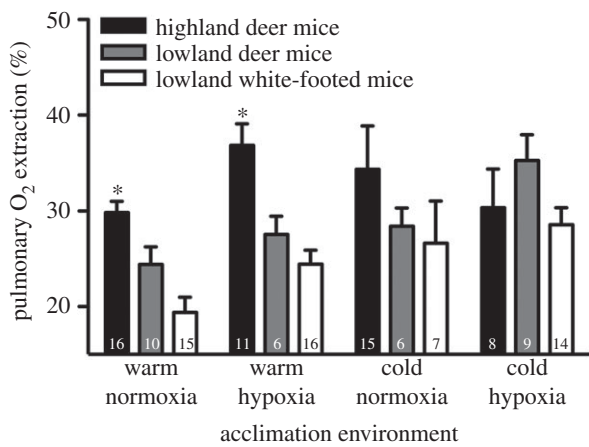 50
40
30
20
pulmonary O2 extraction (%)
highland deer mice
lowland deer mice
lowland white-footed mice
*
*
16 10 15 11 6 16 15 6 7 8 9 14
warm warm cold cold
normoxia hypoxia normoxia hypoxia
acclimation environment